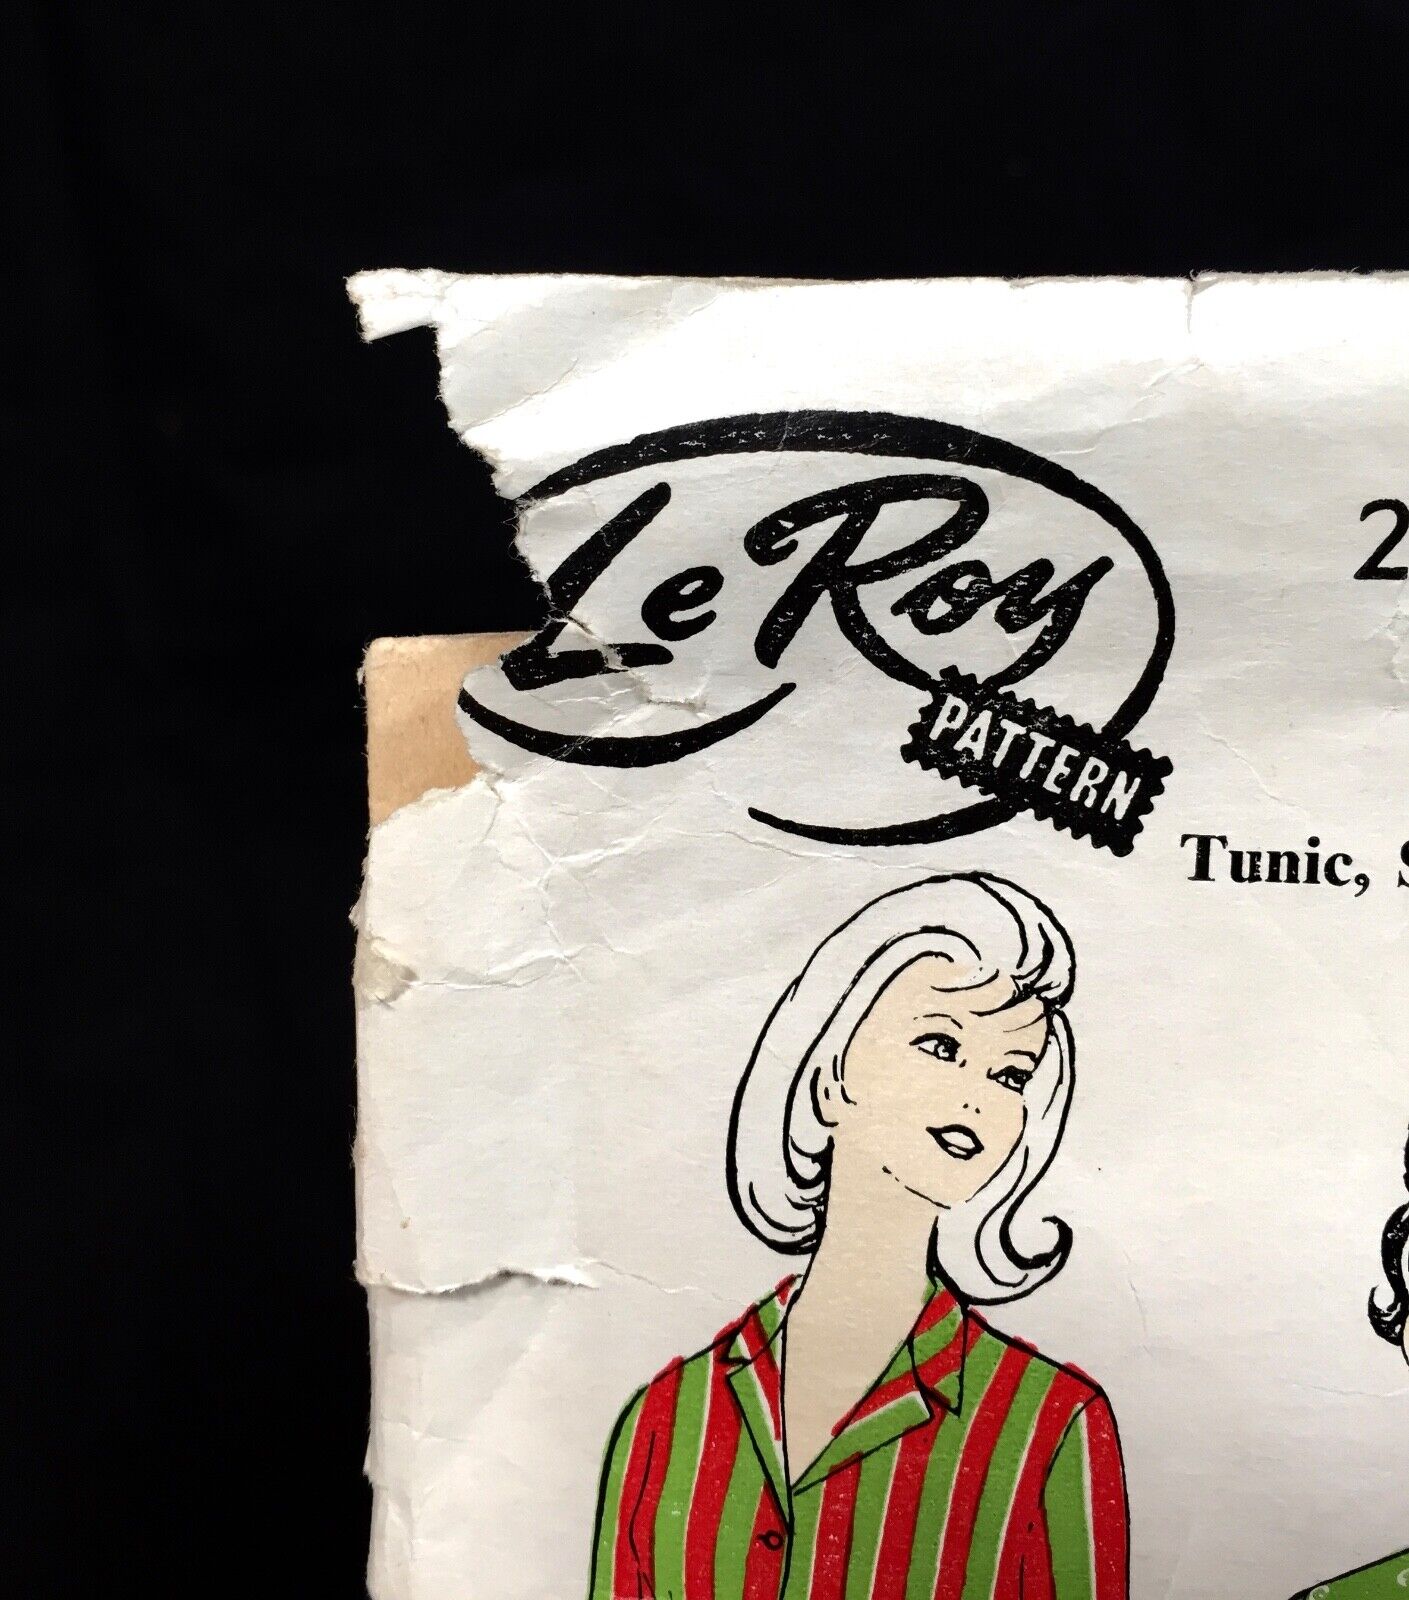 Le Roy
PATTERN
2
Tunic, S